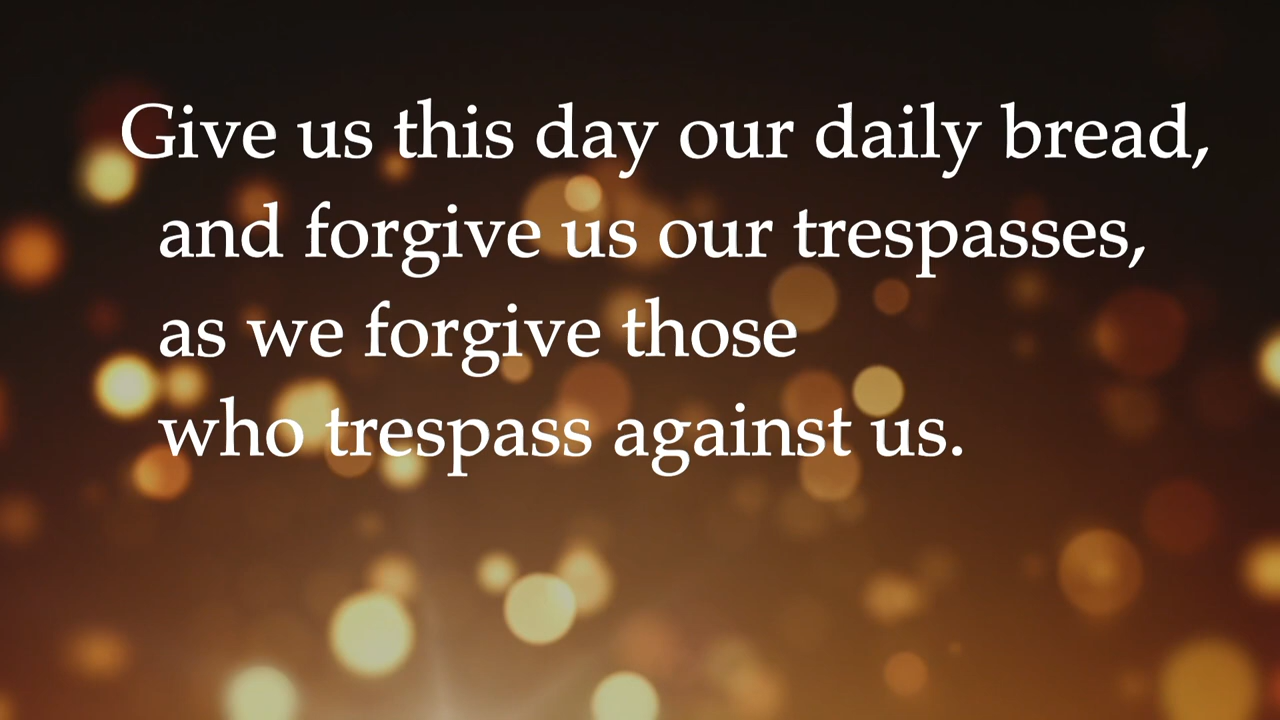 Give us this day our daily bread,
and forgive us our trespasses,
as we forgive those
who trespass against us.